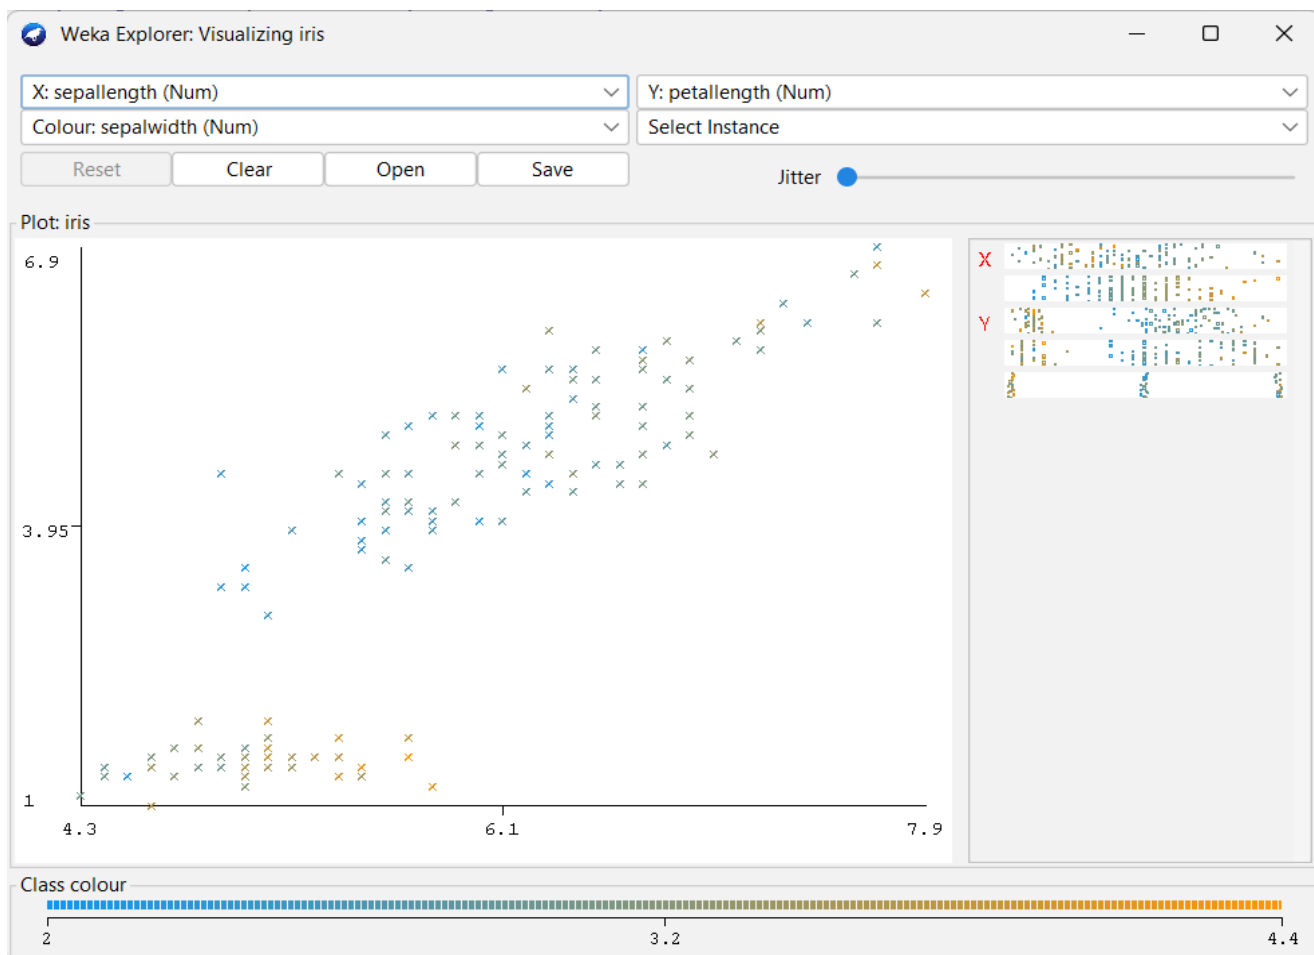 Weka Explorer: Visualizing iris
X: sepallength (Num)
Y: petallength (Num)
Colour: sepalwidth (Num)
Select Instance
Reset
Clear
Open
Save
Jitter
Plot: iris
6.9
3.95
1
4.3
6.1
7.9
X
Y
Class colour
2
3.2
4.4